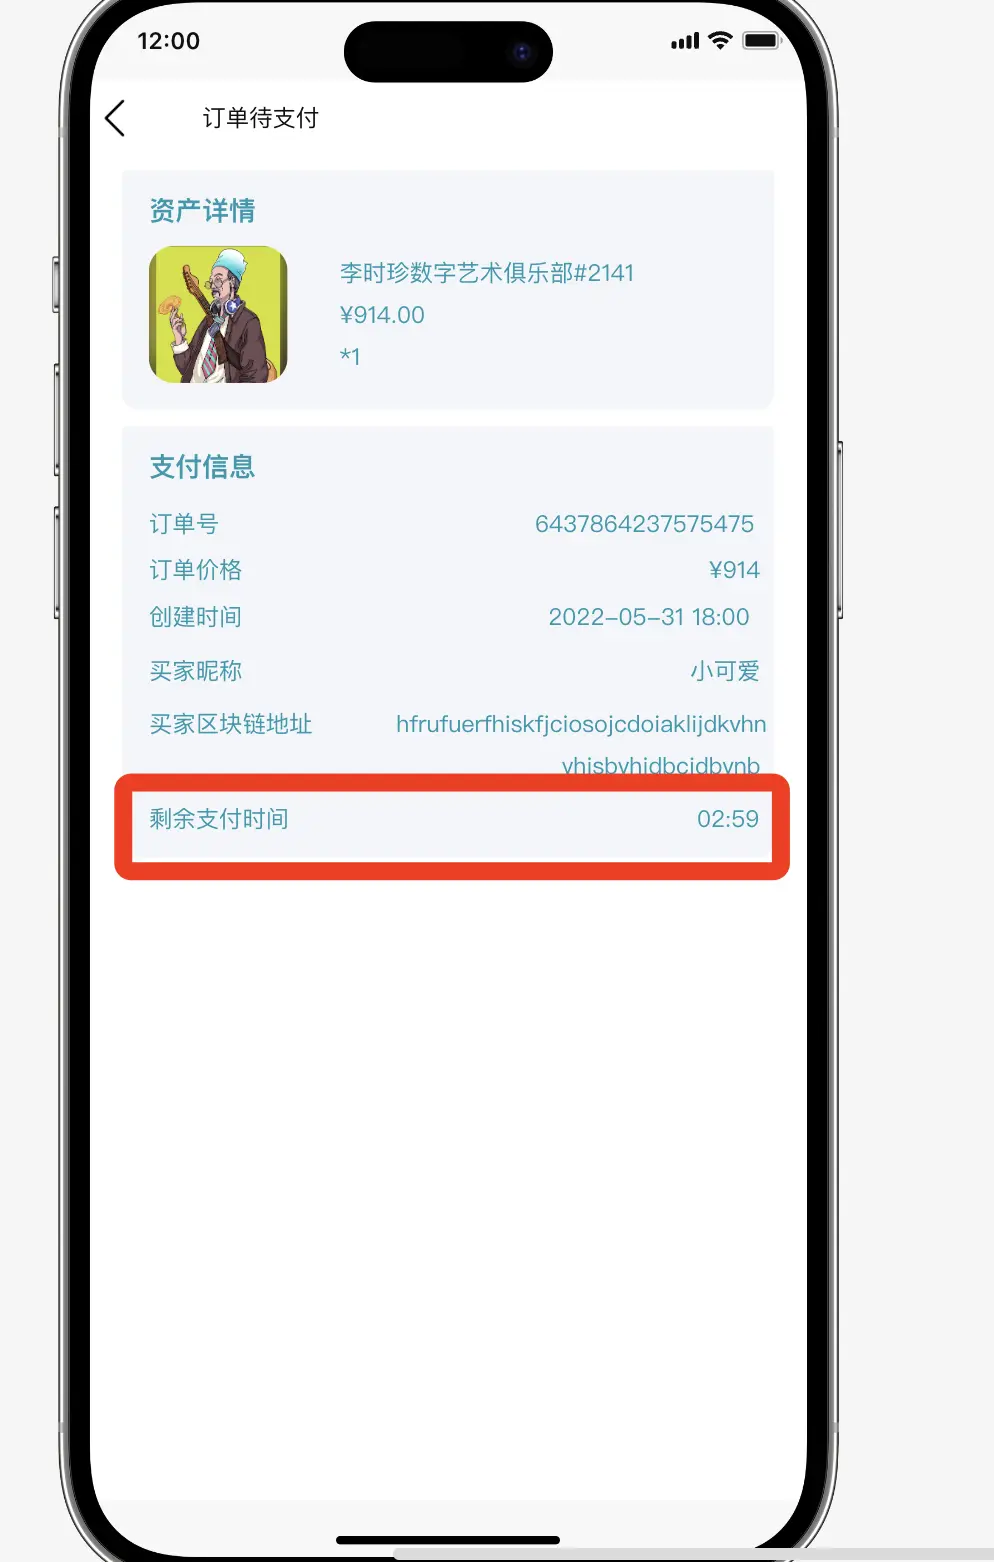 12:00
订单待支付
资产详情
李时珍数字艺术俱乐部#2141
¥914.00
*1
支付信息
订单号 6437864237575475
订单价格 ¥914
创建时间 2022-05-31 18:00
买家昵称 小可爱
买家区块链地址 hfrufuerfhiskfjciosojcdoiaklijdkvhn
vhisbvhidbcidbvnb
剩余支付时间 02:59